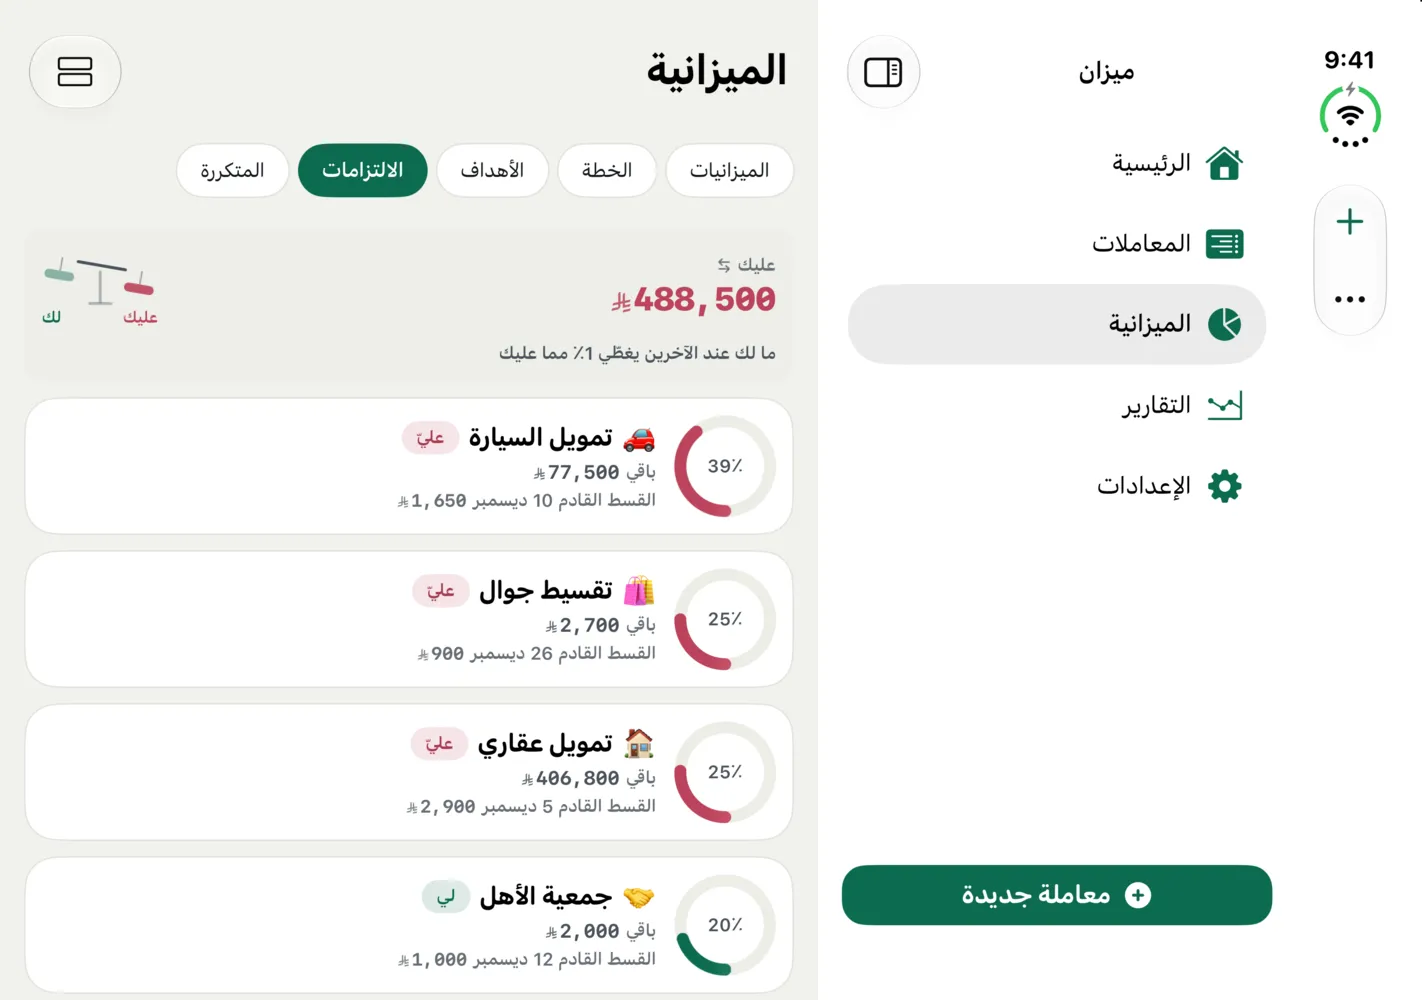 9:41
ميزان
الرئيسية
المعاملات
الميزانية
التقارير
الإعدادات
معاملة جديدة
الميزانية
الميزانيات
الخطة
الأهداف
الالتزامات
المتكررة
عليك
488,500
ما لك عند الآخرين يغطّي 1٪ مما عليك
عليك
لك
39٪
تمويل السيارة
عليّ
باقي 77,500
القسط القادم 10 ديسمبر 1,650
25٪
تقسيط جوال
عليّ
باقي 2,700
القسط القادم 26 ديسمبر 900
25٪
تمويل عقاري
عليّ
باقي 406,800
القسط القادم 5 ديسمبر 2,900
20٪
جمعية الأهل
لي
باقي 2,000
القسط القادم 12 ديسمبر 1,000